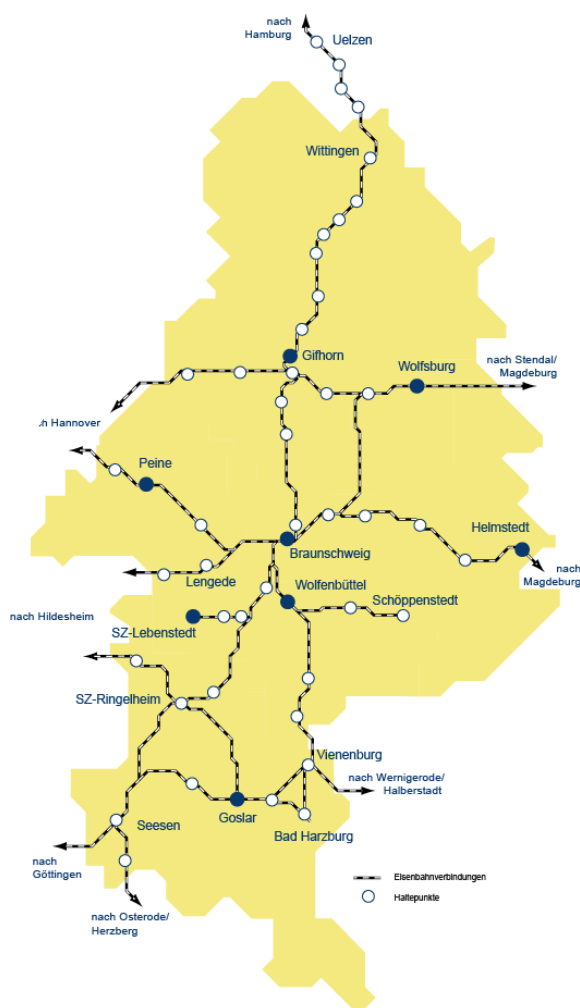 nach
Hamburg
Uelzen
Wittingen
Gifhorn
Wolfsburg
nach Stendal/
Magdeburg
h Hannover
Peine
Helmstedt
Braunschweig
nach
Magdeburg
Lengede
Wolfenbüttel
Schöppenstedt
nach Hildesheim
SZ-Lebenstedt
SZ-Ringelheim
Vienenburg
nach Wernigerode/
Halberstadt
Seesen
Goslar
Bad Harzburg
nach
Göttingen
Eisenbahnverbindungen
Haltepunkte
nach Osterode/
Herzberg